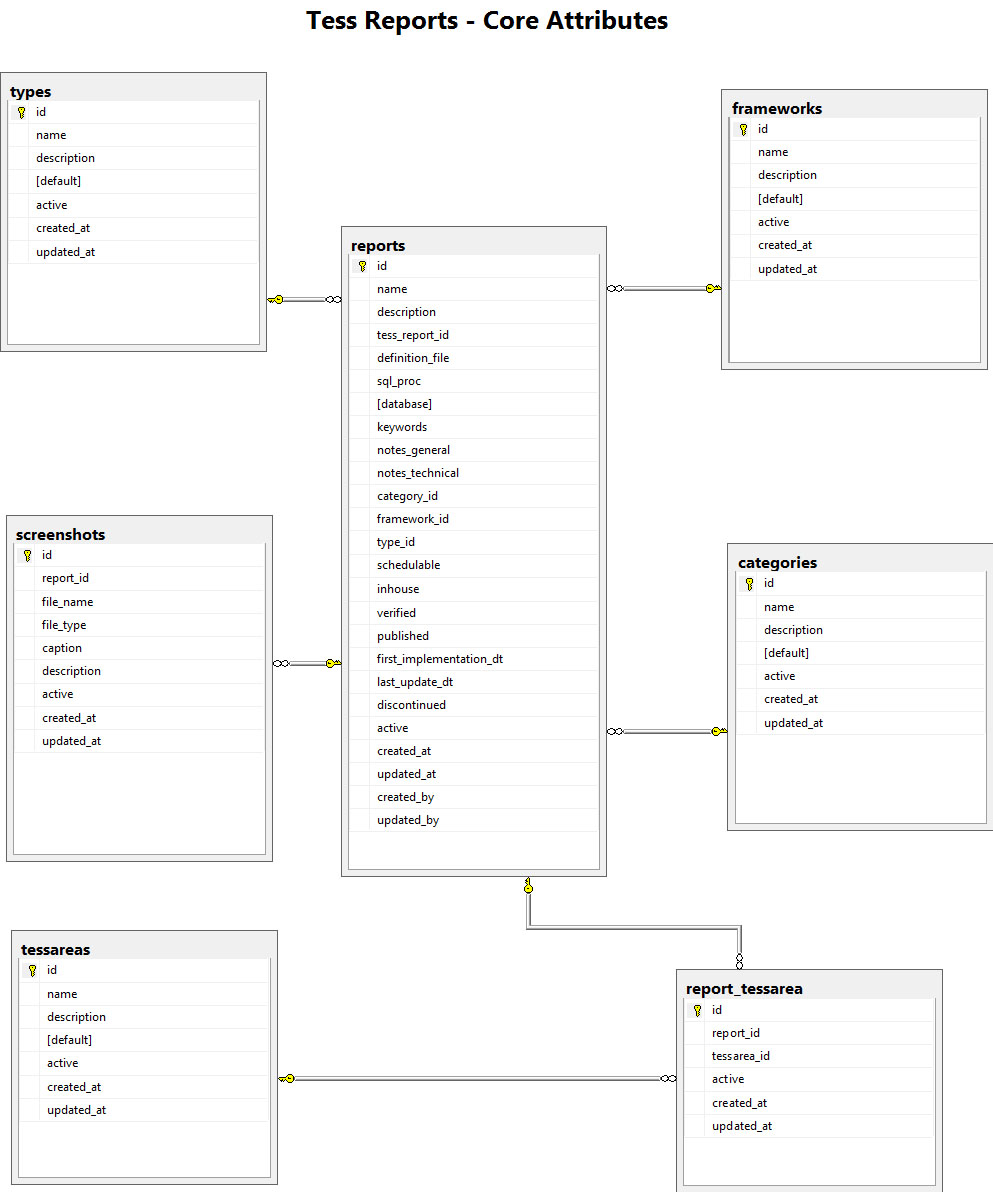 Tess Reports - Core Attributes
types
id
name
description
[default]
active
created_at
updated_at
frameworks
id
name
description
[default]
active
created_at
updated_at
reports
id
name
description
tess_report_id
definition_file
sql_proc
[database]
keywords
notes_general
notes_technical
category_id
framework_id
type_id
schedulable
inhouse
verified
published
first_implementation_dt
last_update_dt
discontinued
active
created_at
updated_at
created_by
updated_by
screenshots
id
report_id
file_name
file_type
caption
description
active
created_at
updated_at
categories
id
name
description
[default]
active
created_at
updated_at
tessareas
id
name
description
[default]
active
created_at
updated_at
report_tessarea
id
report_id
tessarea_id
active
created_at
updated_at